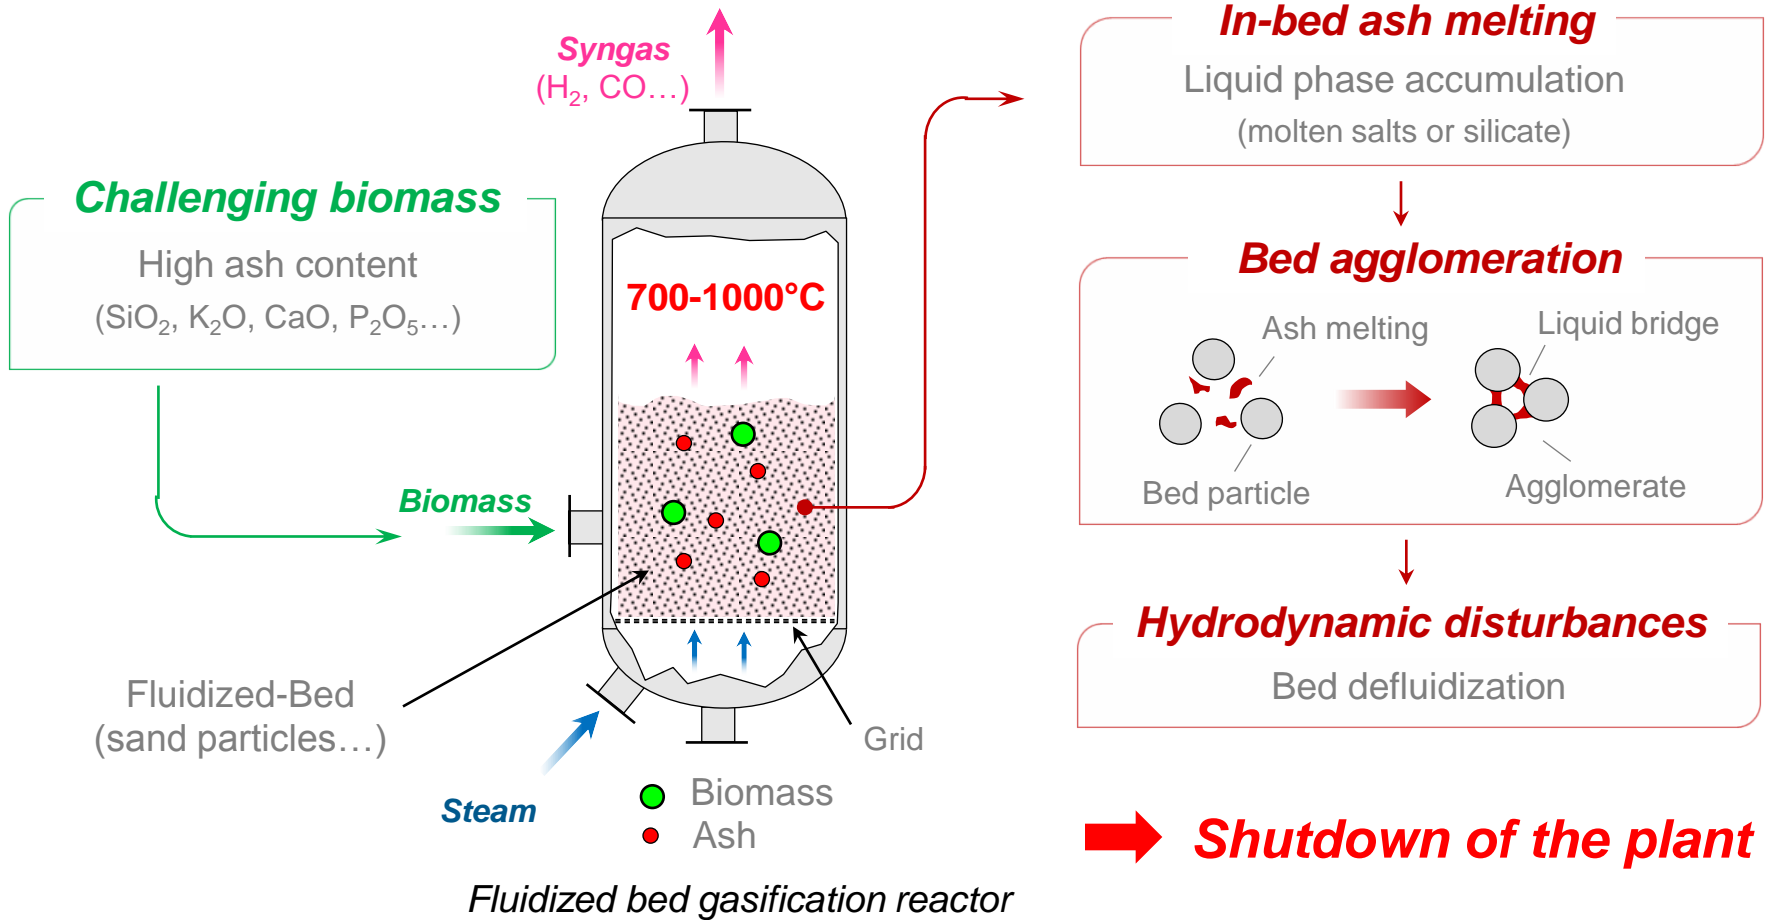 Syngas
(H₂, CO…)
Challenging biomass
High ash content
(SiO₂, K₂O, CaO, P₂O₅…)
700-1000°C
Biomass
Fluidized-Bed
(sand particles…)
Steam
Grid
Biomass
Ash
Fluidized bed gasification reactor
In-bed ash melting
Liquid phase accumulation
(molten salts or silicate)
Bed agglomeration
Ash melting
Liquid bridge
Bed particle
Agglomerate
Hydrodynamic disturbances
Bed defluidization
Shutdown of the plant